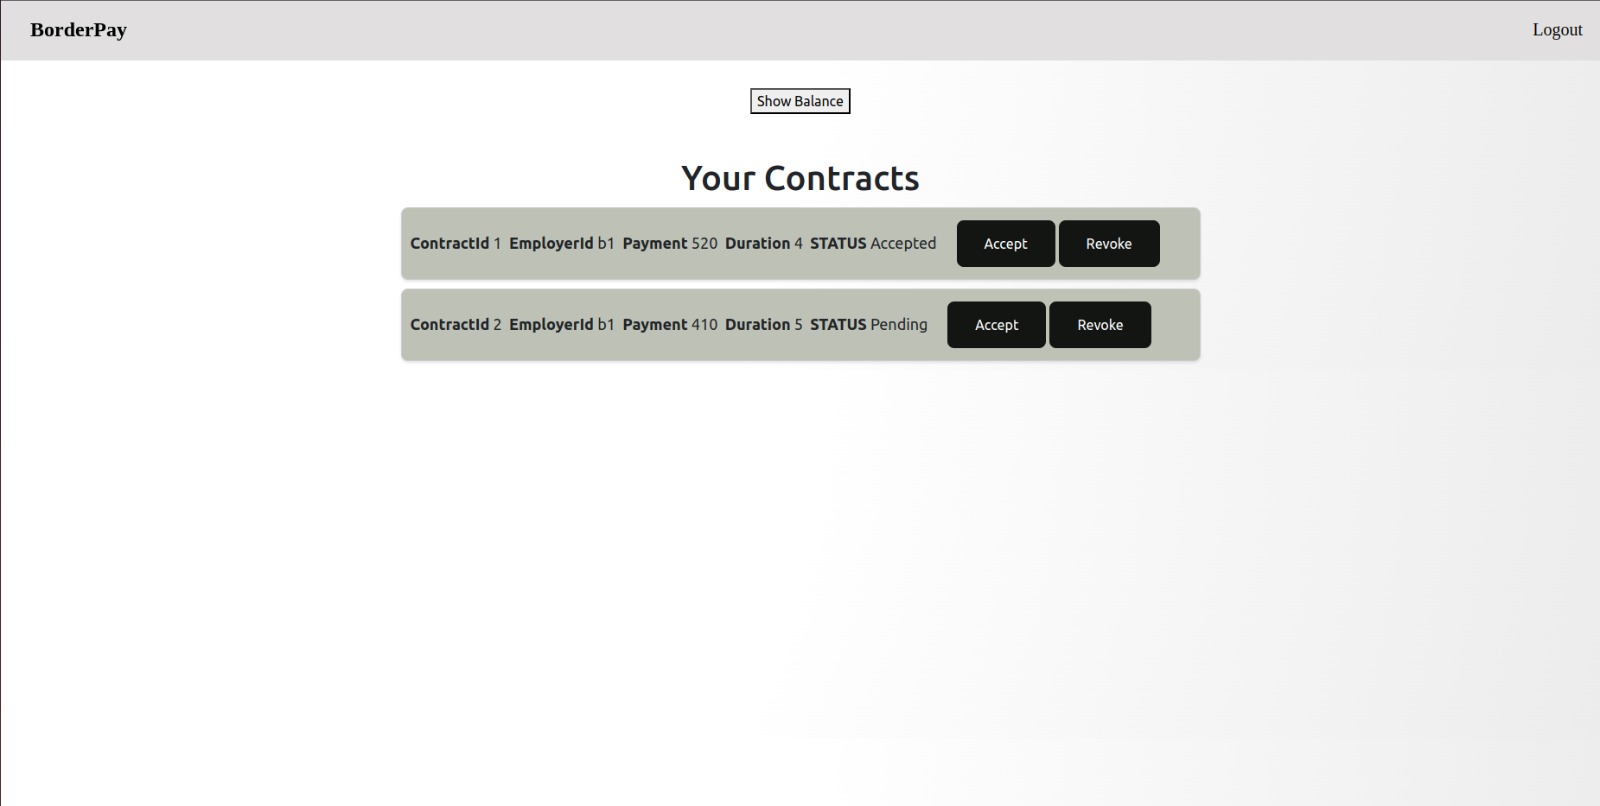 BorderPay Logout
Show Balance
Your Contracts
ContractId 1 EmployerId b1 Payment 520 Duration 4 STATUS Accepted Accept Revoke
ContractId 2 EmployerId b1 Payment 410 Duration 5 STATUS Pending Accept Revoke